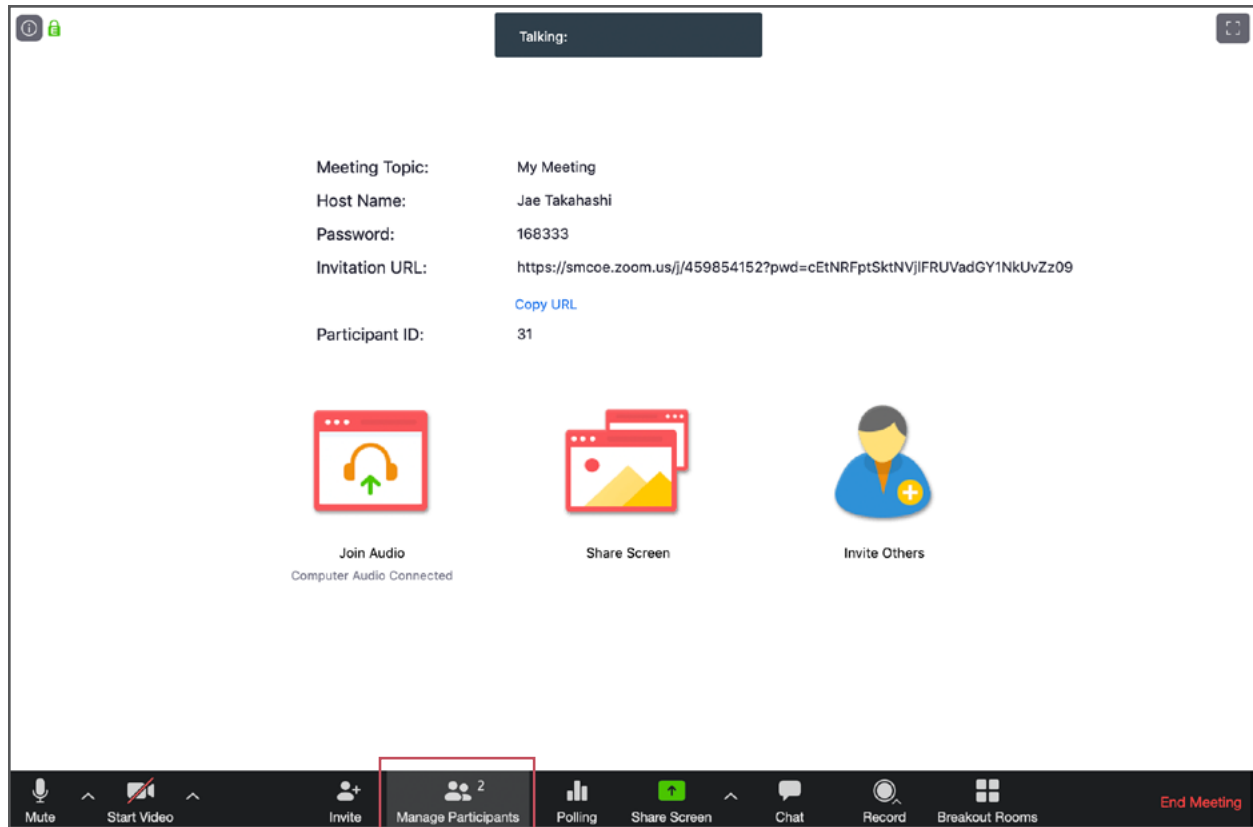 Talking:
Meeting Topic: My Meeting
Host Name: Jae Takahashi
Password: 168333
Invitation URL: https://smcoe.zoom.us/j/459854152?pwd=cEtNRFptSktNVjlFRUVadGY1NkUvZz09
Copy URL
Participant ID: 31
Join Audio Share Screen Invite Others
Computer Audio Connected
2
Mute Start Video Invite Manage Participants Polling Share Screen Chat Record Breakout Rooms End Meeting